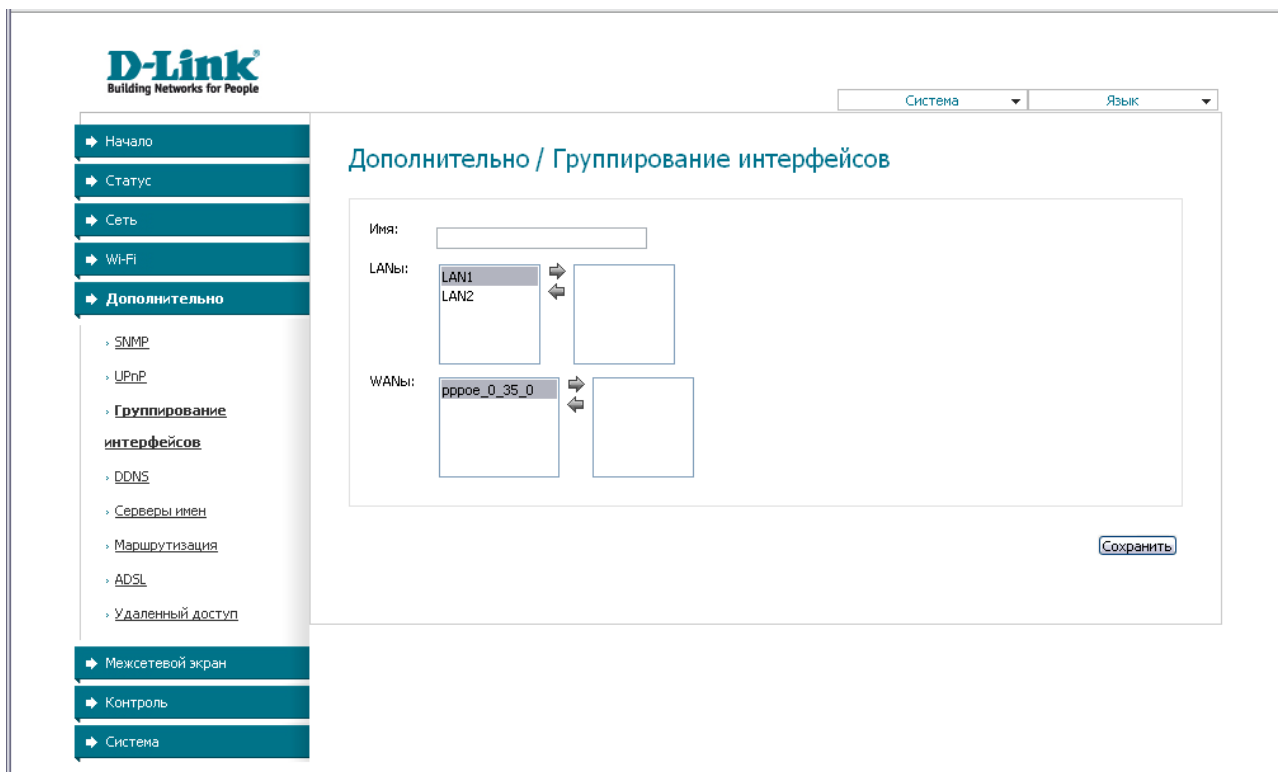 D-Link
Building Networks for People
Система
Язык
Начало
Статус
Сеть
Wi-Fi
Дополнительно
SNMP
UPnP
Группирование
интерфейсов
DDNS
Серверы имен
Маршрутизация
ADSL
Удаленный доступ
Межсетевой экран
Контроль
Система
Дополнительно / Группирование интерфейсов
Имя:
LANы:
LAN1
LAN2
WANы:
pppoe_0_35_0
Сохранить